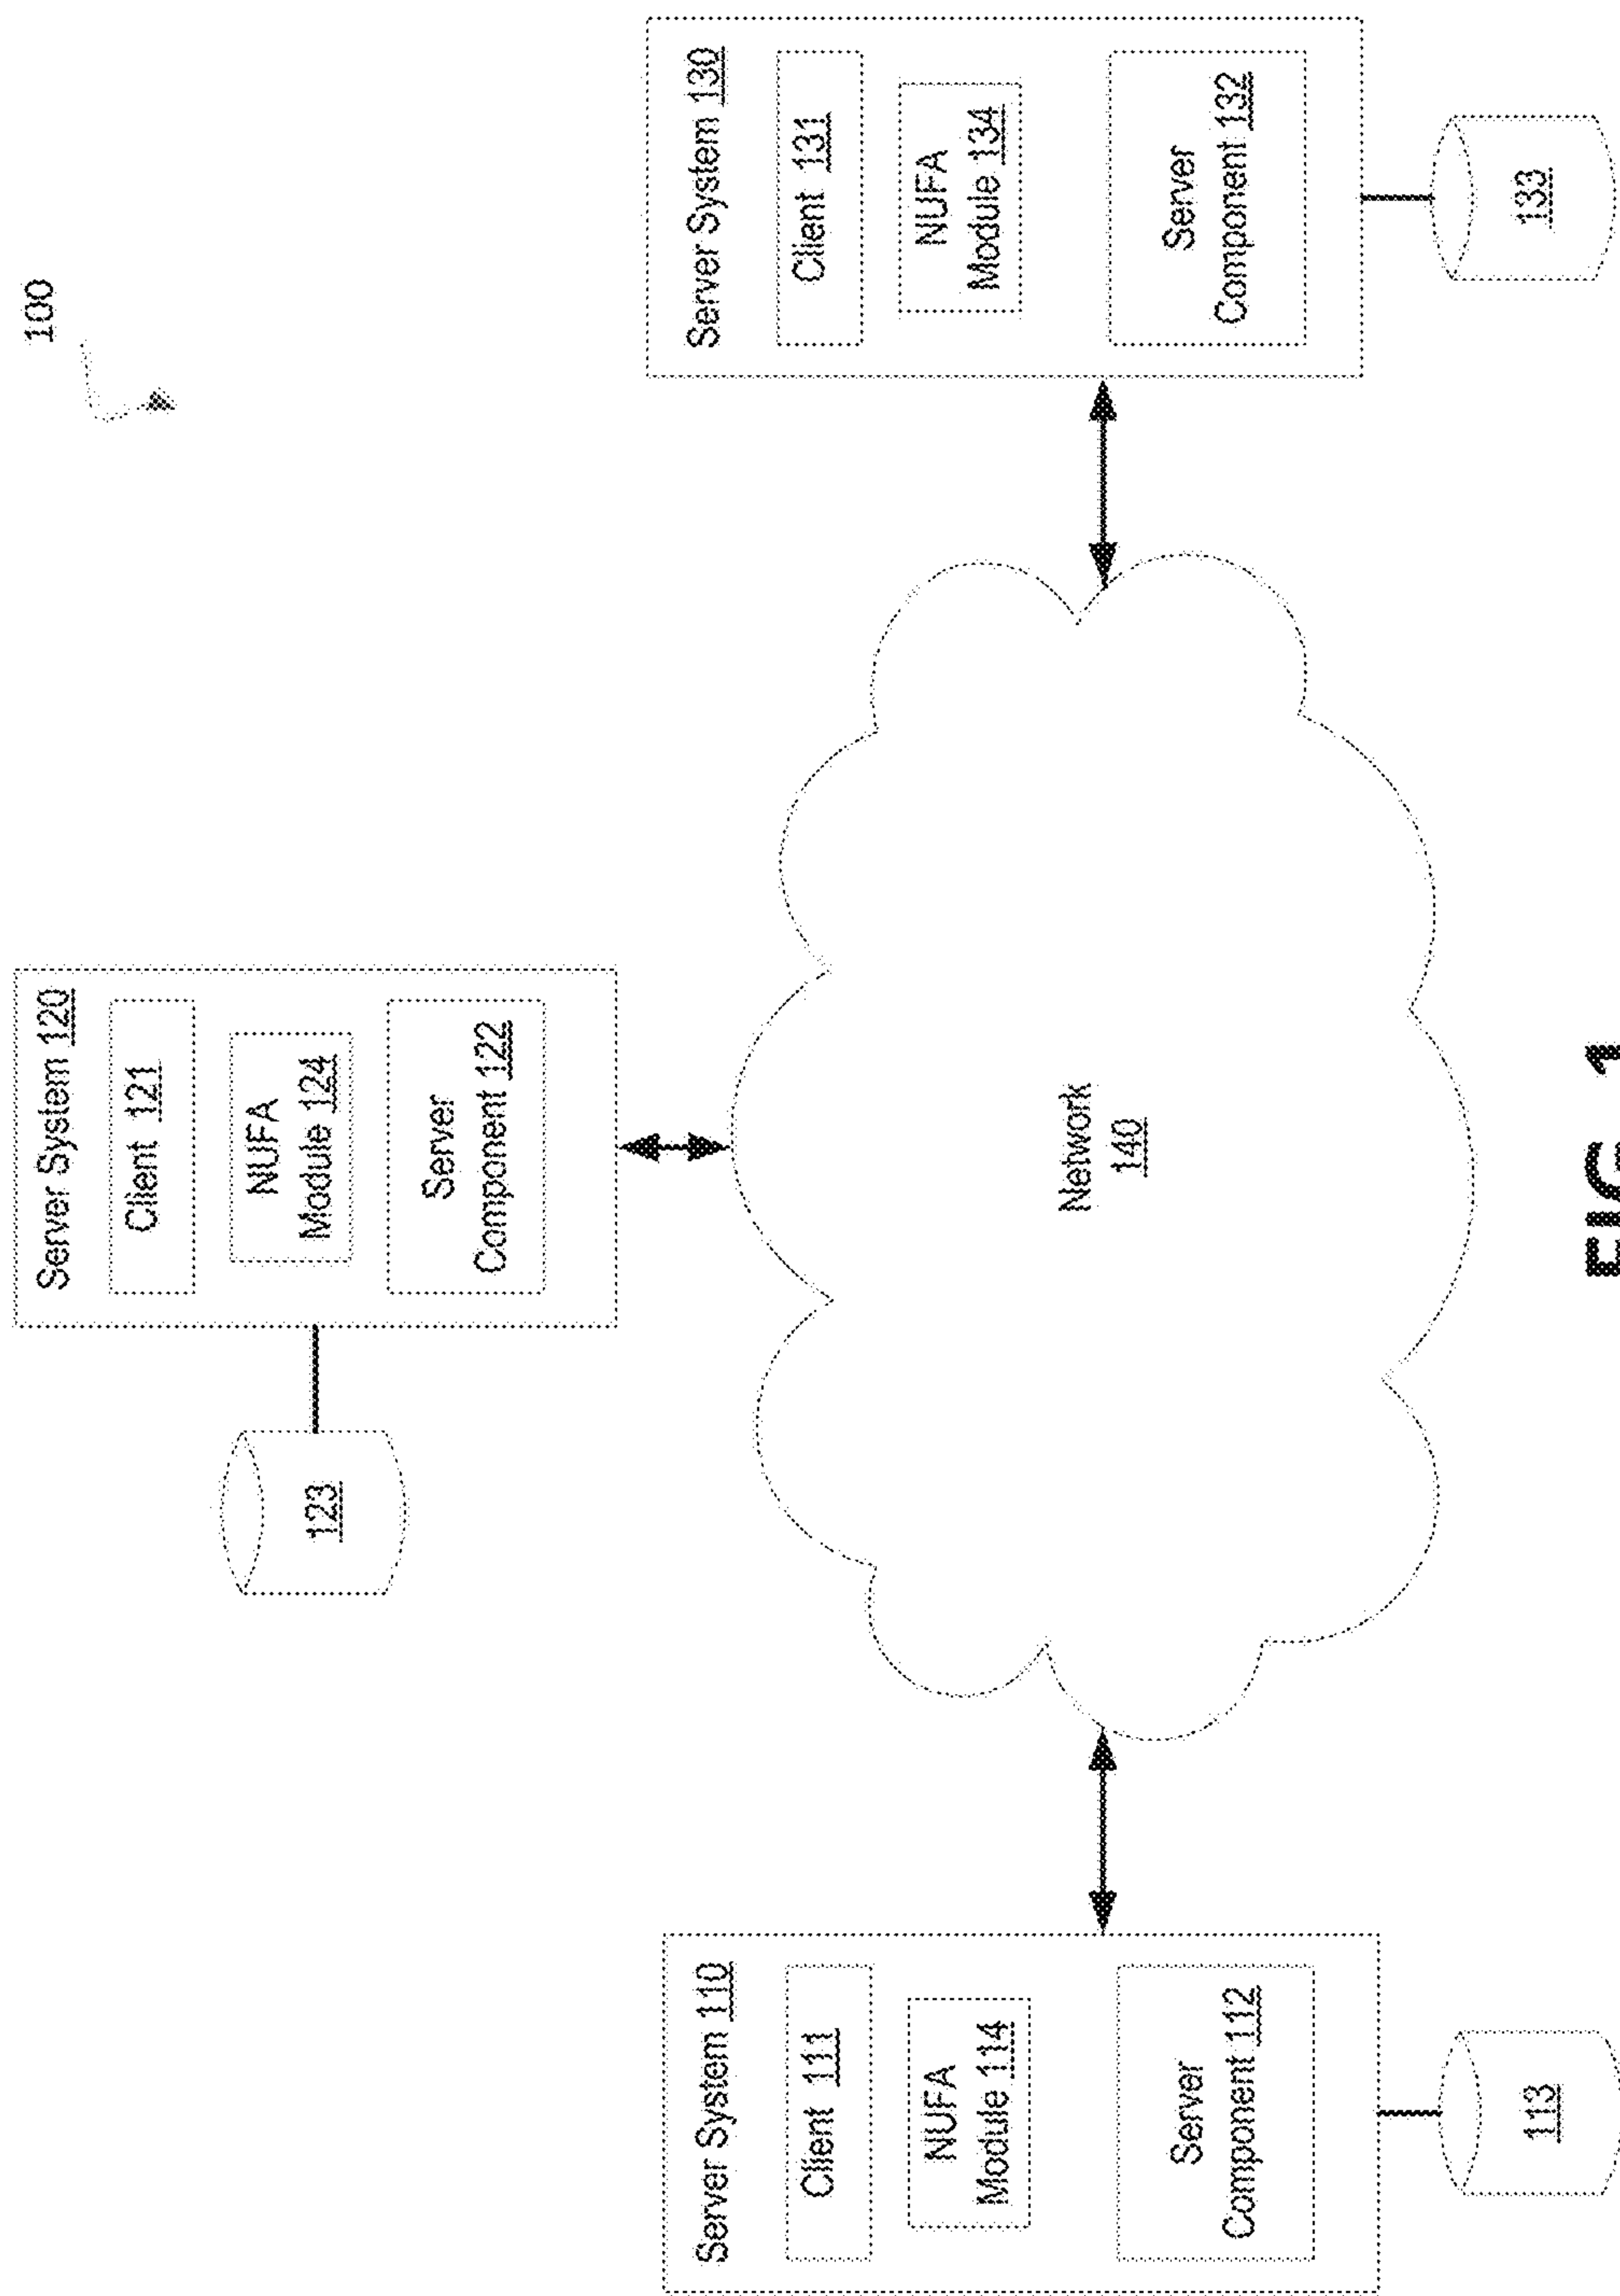 100
Server System 120
Client 121
NUFA
Module 124
Server
Component 122
123
Server System 110
Client 111
NUFA
Module 114
Server
Component 112
113
Network
140
Server System 130
Client 131
NUFA
Module 134
Server
Component 132
133
FIG. 1